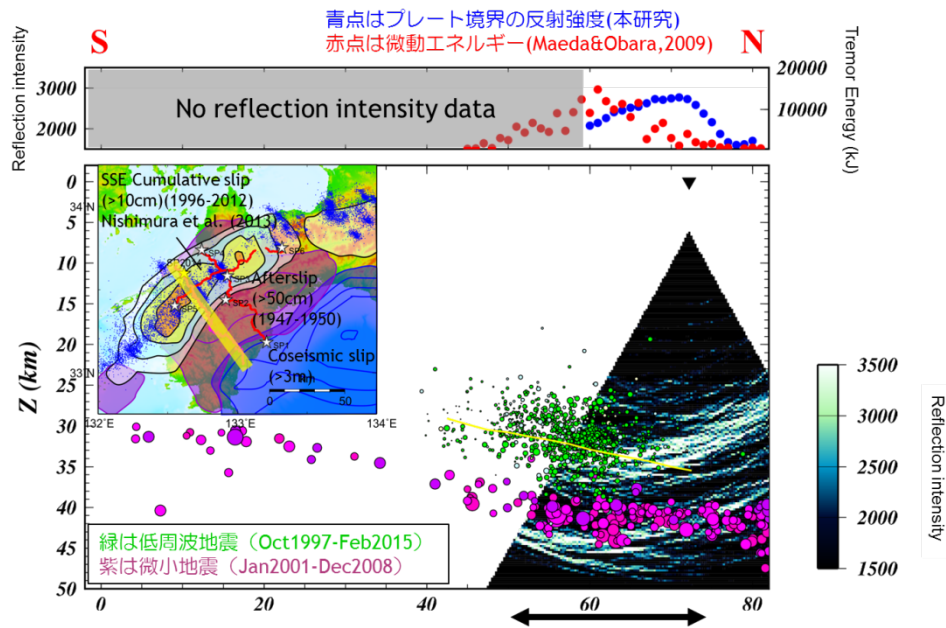 青点はプレート境界の反射強度(本研究)
赤点は微動エネルギー(Maeda&Obara,2009)
S
N
Reflection intensity
3000
2000
No reflection intensity data
20000
10000
Tremor Energy
(kJ)
SSE Cumulative slip
(>10cm)(1996-2012)
Nishimura et al. (2013)
34°N
33°N
SP4
SP3
SP2
SP1
Afterslip
(>50cm)
(1947-1950)
Coseismic slip
(>3m)
0
50
132°E
133°E
134°E
Z (km)
0
5
10
15
20
25
30
35
40
45
50
緑は低周波地震（Oct1997-Feb2015）
紫は微小地震（Jan2001-Dec2008）
0
20
40
60
80
3500
3000
2500
2000
1500
Reflection intensity